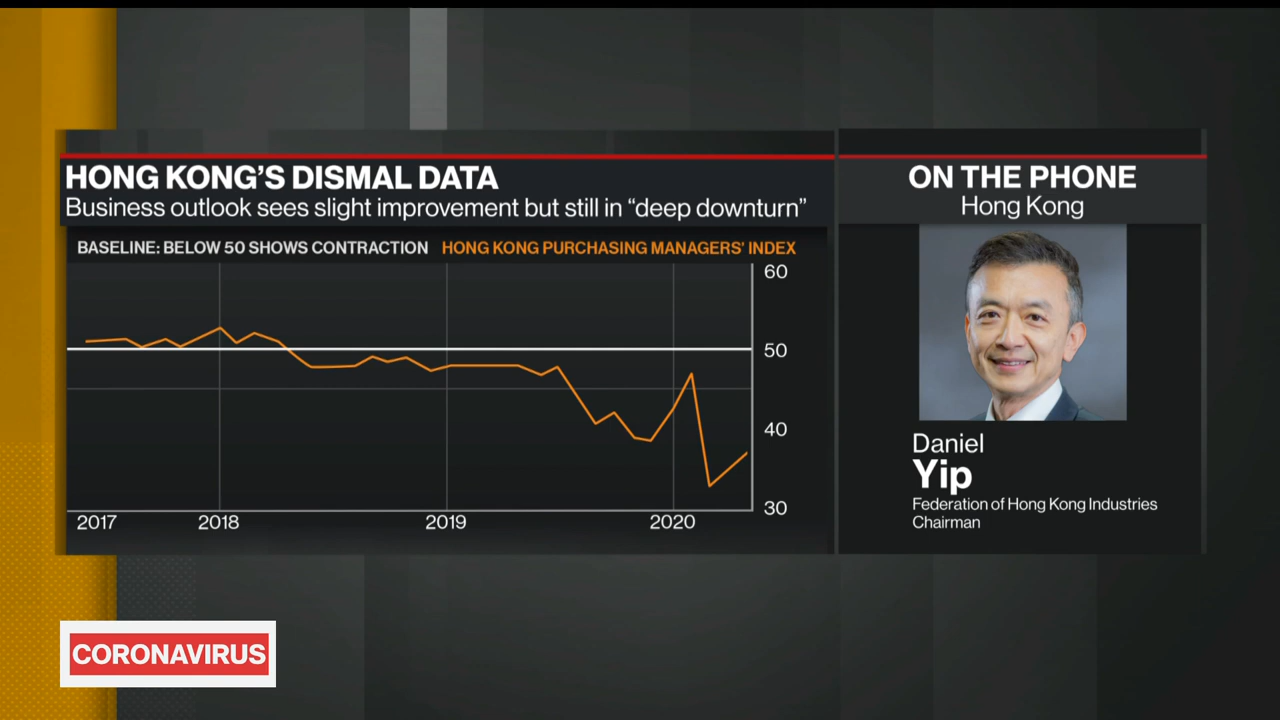 HONG KONG'S DISMAL DATA
Business outlook sees slight improvement but still in “deep downturn”
BASELINE: BELOW 50 SHOWS CONTRACTION HONG KONG PURCHASING MANAGERS' INDEX
60
50
40
30
2017 2018 2019 2020
ON THE PHONE
Hong Kong
Daniel
Yip
Federation of Hong Kong Industries
Chairman
CORONAVIRUS